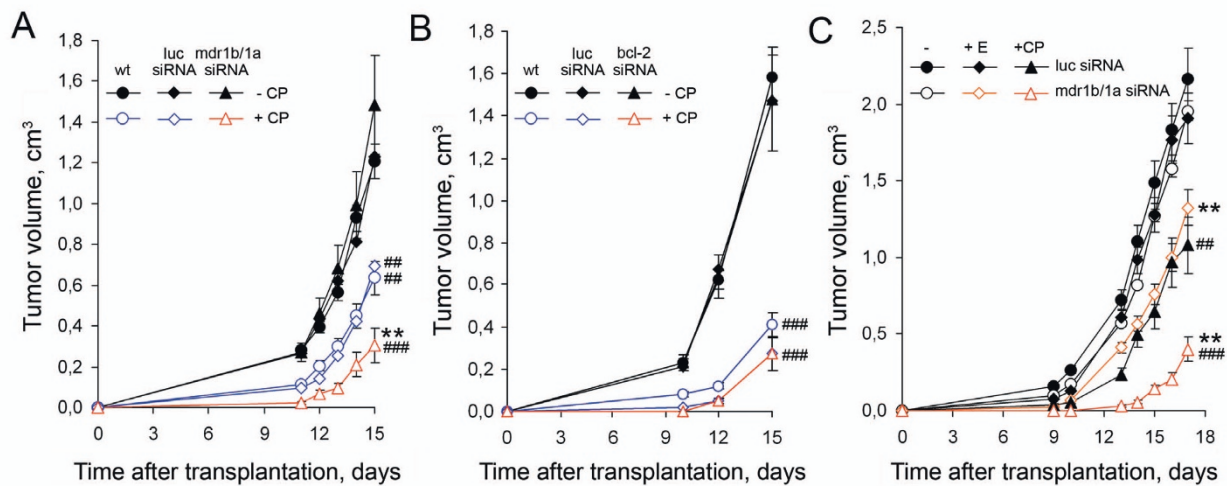 A
Tumor volume, cm³
1,8
1,6
1,4
1,2
1,0
0,8
0,6
0,4
0,2
0,0
wt
luc
siRNA
mdr1b/1a
siRNA
- CP
+ CP
##
##
**
###
0
3
6
9
12
15
Time after transplantation, days
B
Tumor volume, cm³
1,8
1,6
1,4
1,2
1,0
0,8
0,6
0,4
0,2
0,0
wt
luc
siRNA
bcl-2
siRNA
- CP
+ CP
###
###
0
3
6
9
12
15
Time after transplantation, days
C
Tumor volume, cm³
2,5
2,0
1,5
1,0
0,5
0,0
-
+ E
+CP
luc siRNA
mdr1b/1a siRNA
**
##
**
###
0
3
6
9
13
15
18
Time after transplantation, days